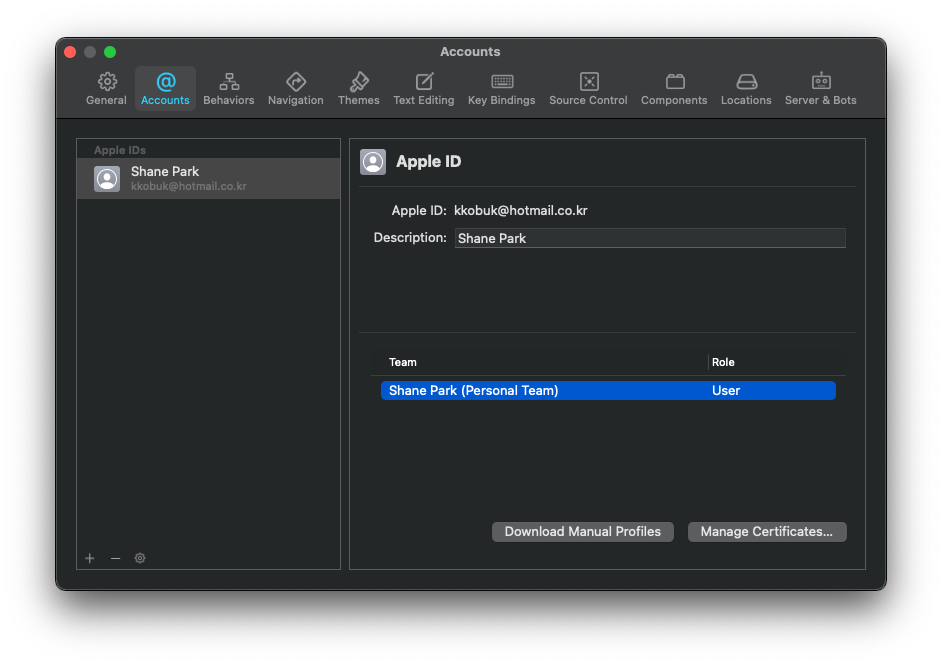 Accounts
General
Accounts
Behaviors
Navigation
Themes
Text Editing
Key Bindings
Source Control
Components
Locations
Server & Bots
Apple IDs
Shane Park
kkobuk@hotmail.co.kr
Apple ID
Apple ID: kkobuk@hotmail.co.kr
Description: Shane Park
Team Role
Shane Park (Personal Team) User
Download Manual Profiles
Manage Certificates...